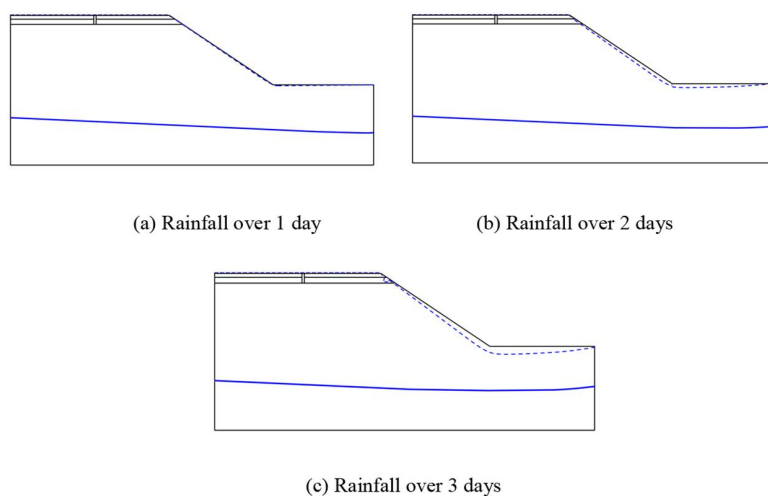 (a) Rainfall over 1 day
(b) Rainfall over 2 days
(c) Rainfall over 3 days